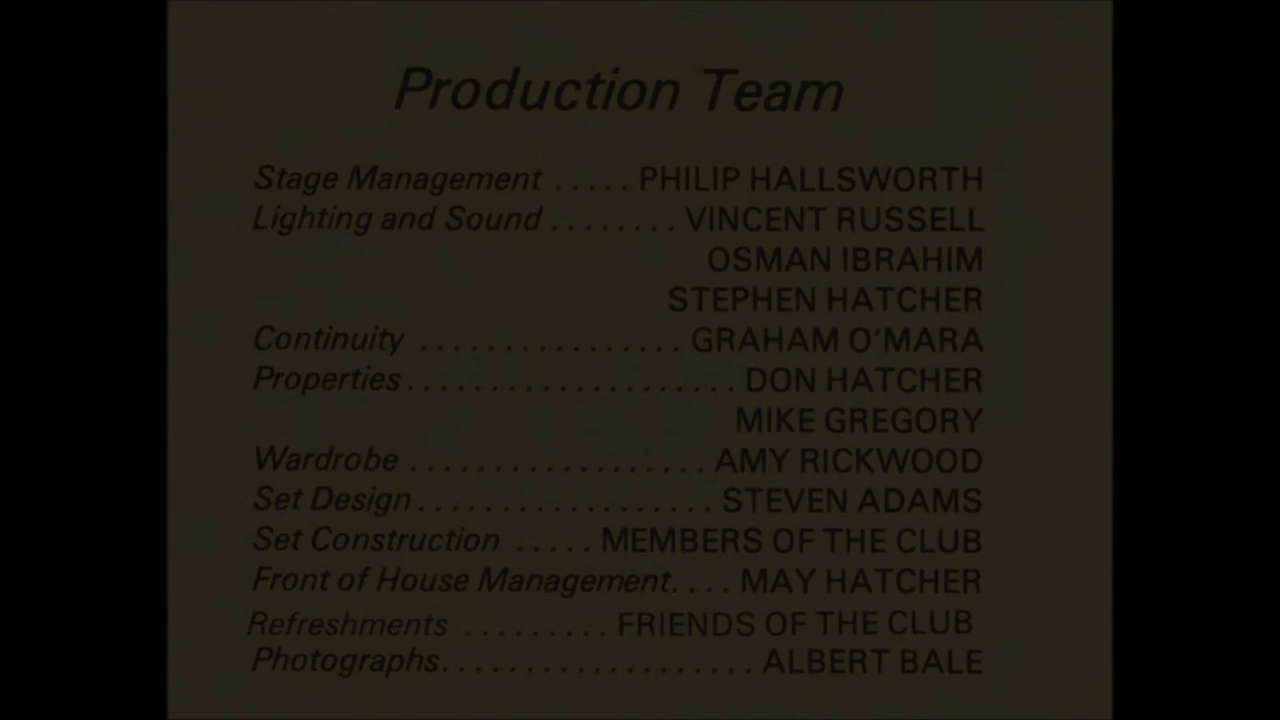 Production Team
Stage Management ..... PHILIP HALLSWORTH
Lighting and Sound ........ VINCENT RUSSELL
OSMAN IBRAHIM
STEPHEN HATCHER
Continuity ................ GRAHAM O'MARA
Properties .................... DON HATCHER
MIKE GREGORY
Wardrobe .................. AMY RICKWOOD
Set Design .................. STEVEN ADAMS
Set Construction ..... MEMBERS OF THE CLUB
Front of House Management .... MAY HATCHER
Refreshments ......... FRIENDS OF THE CLUB
Photographs ................... ALBERT BALE